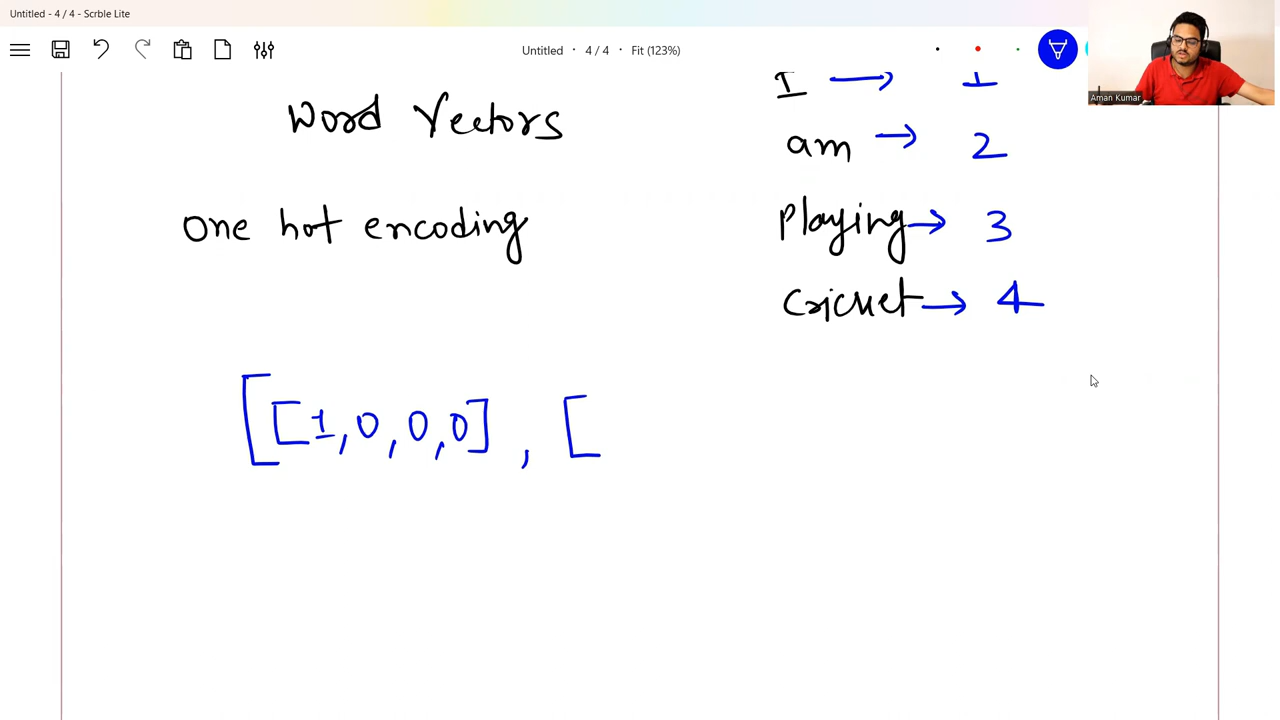 Untitled - 4 / 4 - Scrble Lite
Untitled · 4 / 4 · Fit (123%)
Aman Kumar
Word Vectors
One hot encoding
I → 1
am → 2
Playing → 3
Cricket → 4
[[1,0,0,0] , [